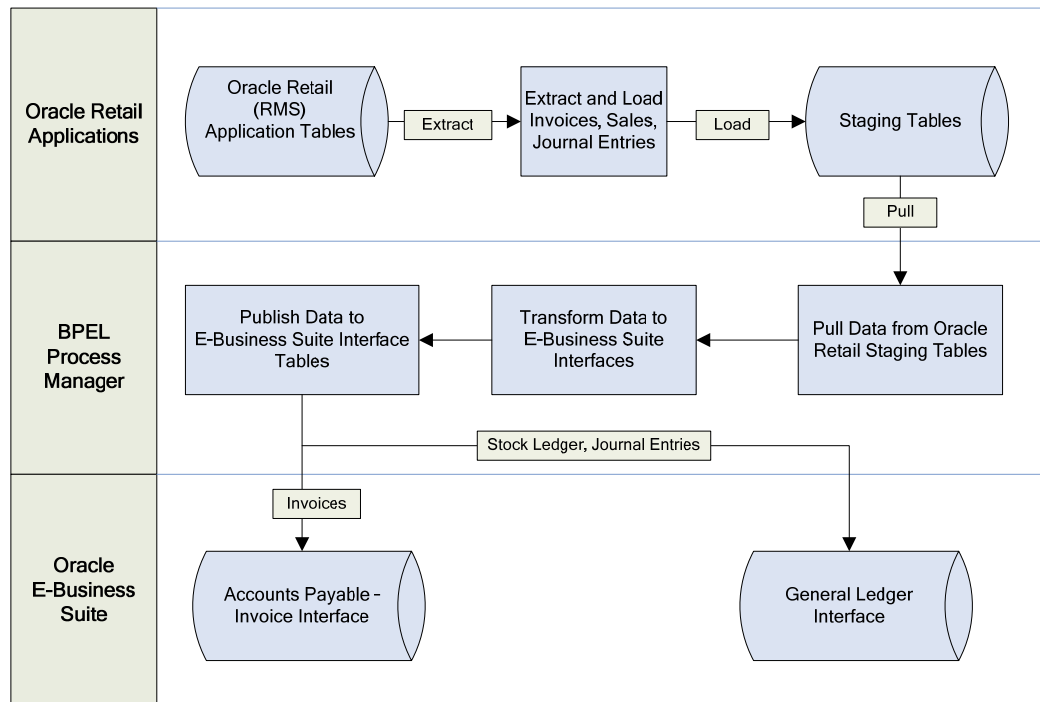 Oracle Retail
Applications
Oracle Retail
(RMS)
Application Tables
Extract
Extract and Load
Invoices, Sales,
Journal Entries
Load
Staging Tables
Pull
BPEL
Process
Manager
Publish Data to
E-Business Suite Interface
Tables
Transform Data to
E-Business Suite
Interfaces
Pull Data from Oracle
Retail Staging Tables
Stock Ledger, Journal Entries
Invoices
Oracle
E-Business
Suite
Accounts Payable -
Invoice Interface
General Ledger
Interface